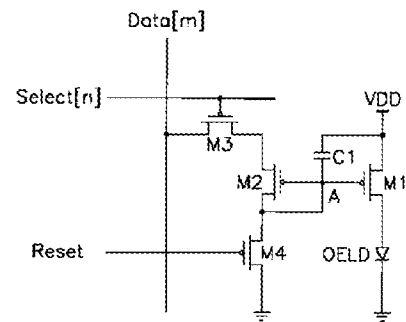 Data[m]
Select[n]
VDD
M3
C1
M2
A
M1
Reset
M4
OELD